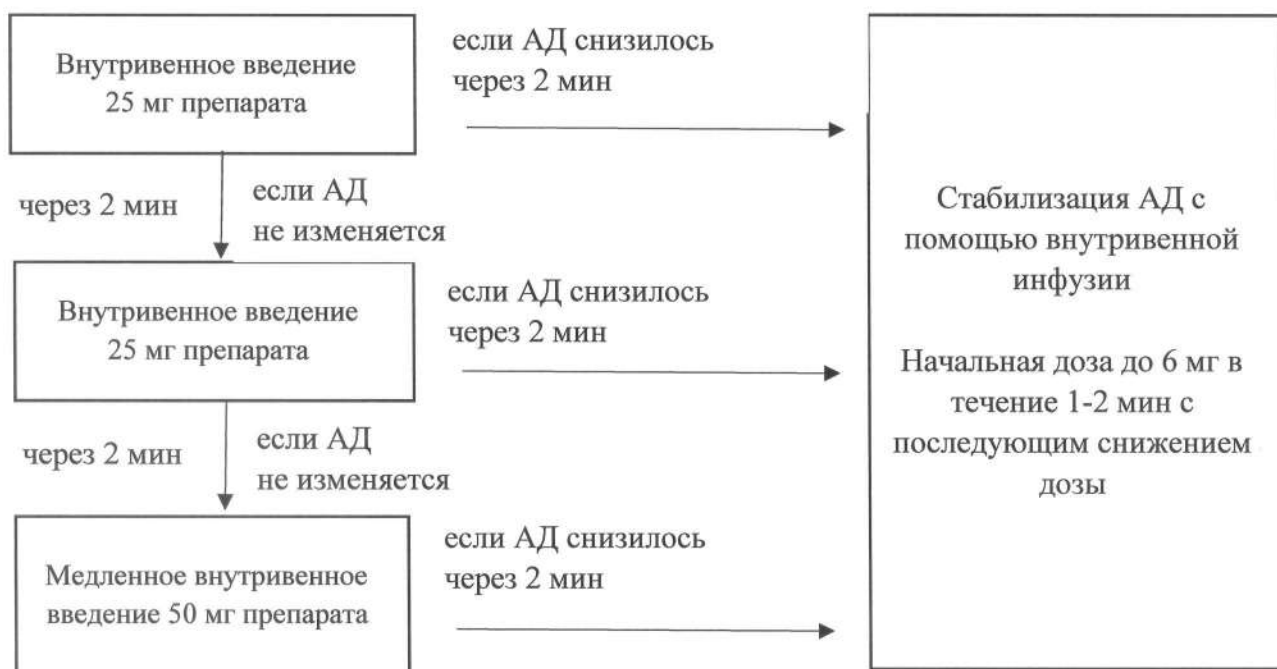 Внутривенное введение
25 мг препарата
если АД снизилось
через 2 мин
через 2 мин
если АД
не изменяется
Внутривенное введение
25 мг препарата
если АД снизилось
через 2 мин
через 2 мин
если АД
не изменяется
Медленное внутривенное
введение 50 мг препарата
если АД снизилось
через 2 мин
Стабилизация АД с
помощью внутривенной
инфузии
Начальная доза до 6 мг в
течение 1-2 мин с
последующим снижением
дозы